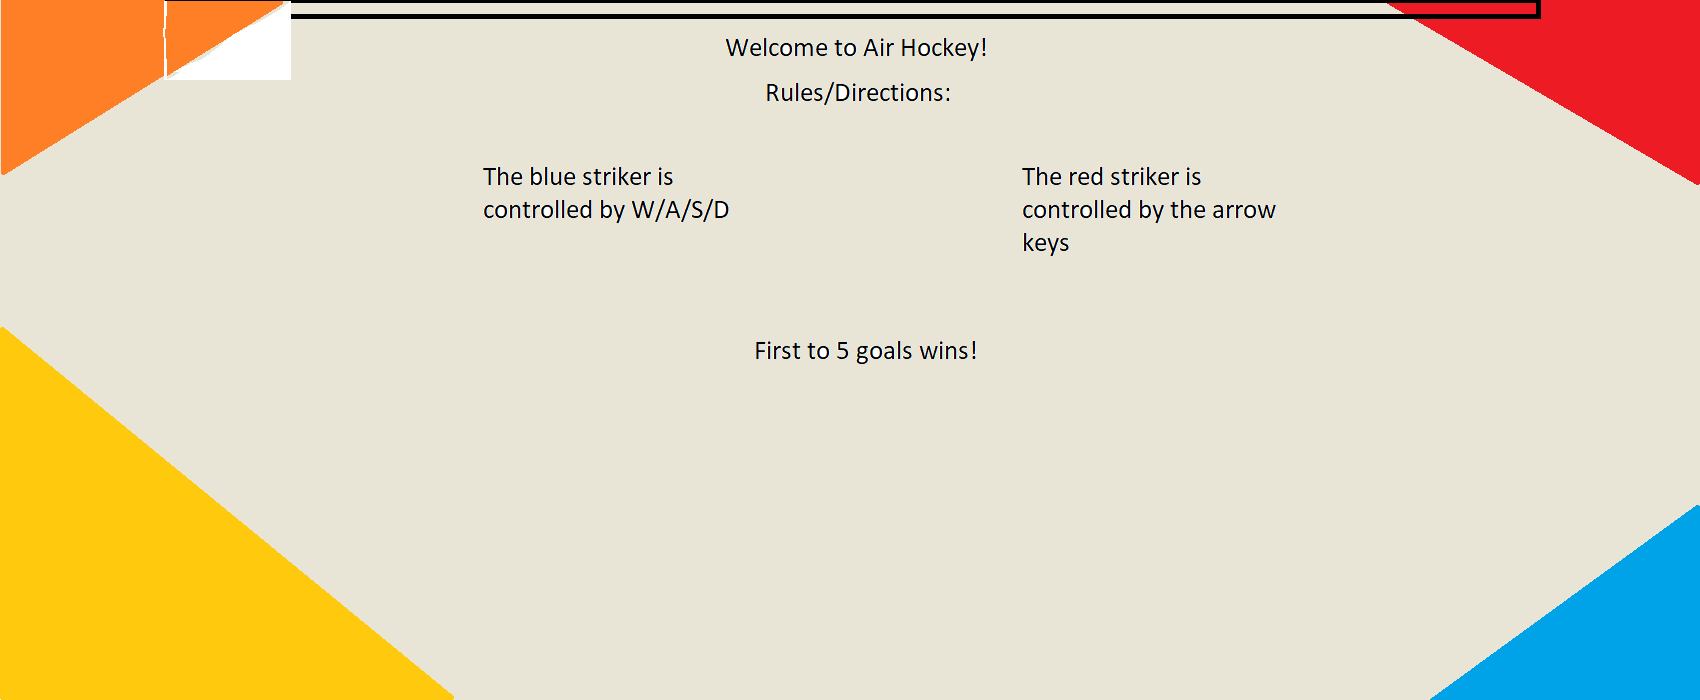 Welcome to Air Hockey!
Rules/Directions:
The blue striker is
controlled by W/A/S/D
The red striker is
controlled by the arrow
keys
First to 5 goals wins!